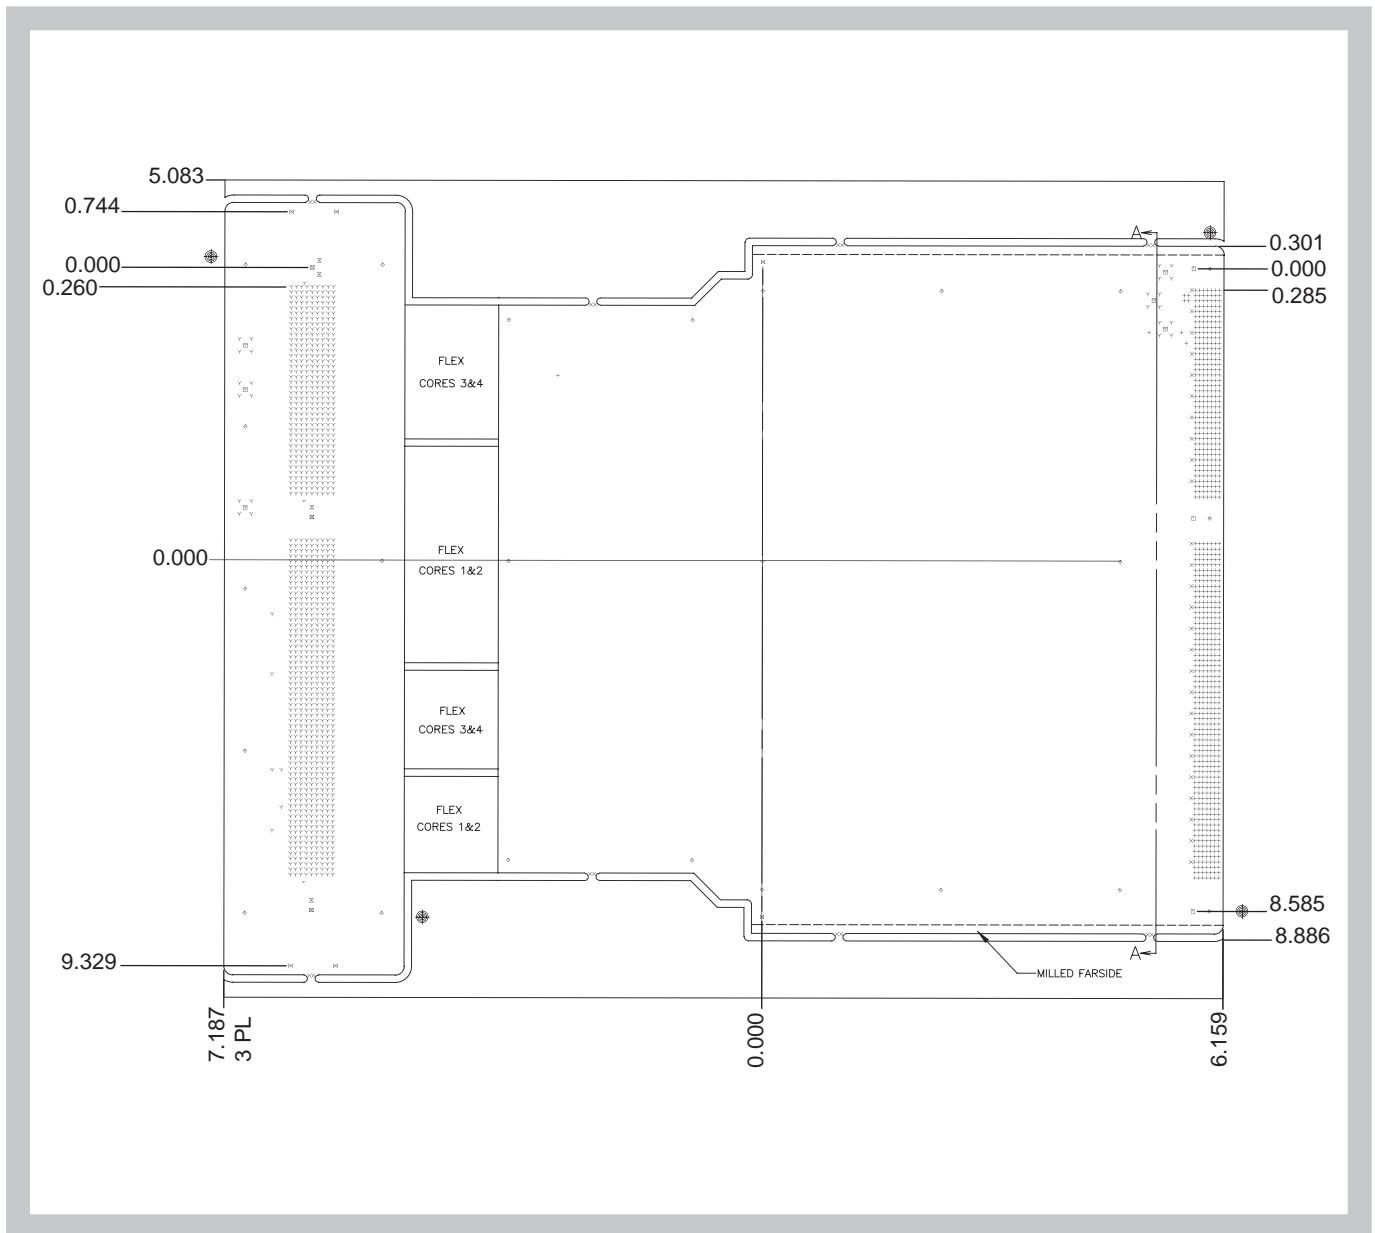 5.083
0.744
A
0.301
0.000
0.000
0.260
0.285
FLEX
CORES 3&4
0.000
FLEX
CORES 1&2
FLEX
CORES 3&4
FLEX
CORES 1&2
8.585
8.886
A
9.329
MILLED FARSIDE
7.187
3 PL
0.000
6.159